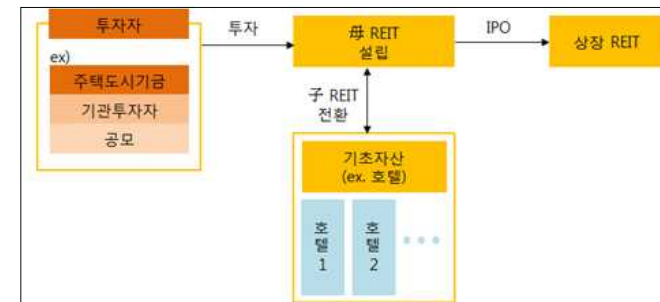 투자자
ex)
주택도시기금
기관투자자
공모
투자
母 REIT
설립
IPO
상장 REIT
子 REIT
전환
기초자산
(ex. 호텔)
호텔
1
호텔
2